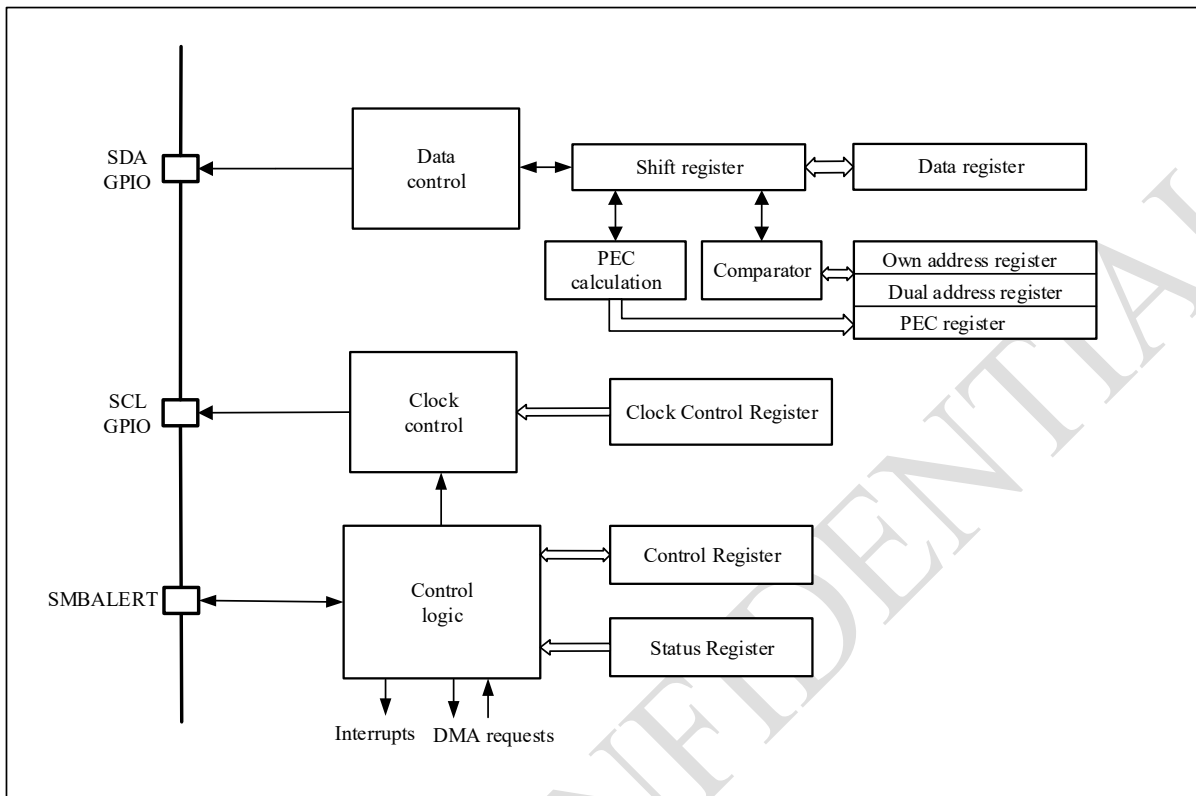 SDA
GPIO
Data
control
Shift register
Data register
PEC
calculation
Comparator
Own address register
Dual address register
PEC register
SCL
GPIO
Clock
control
Clock Control Register
Control
logic
Control Register
SMBALERT
Status Register
Interrupts
DMA requests
NFIDENTIAL